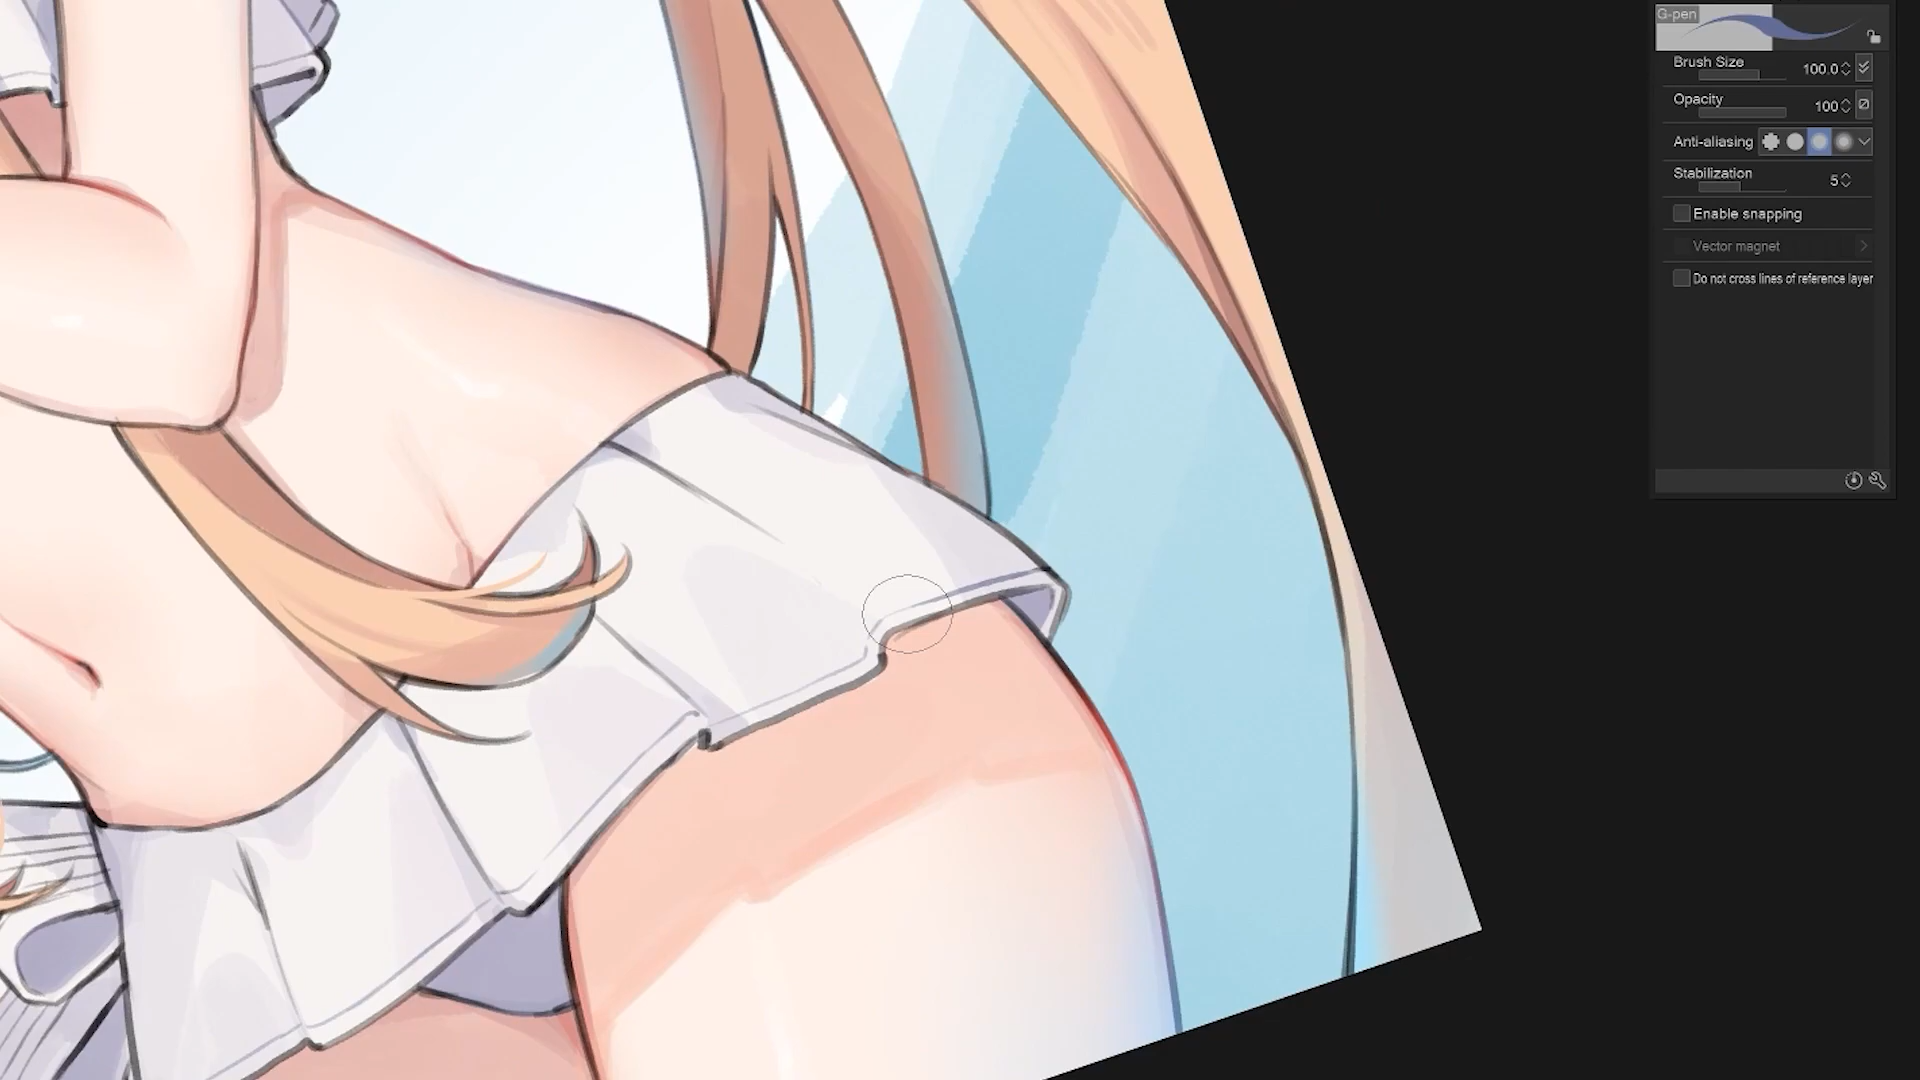 G-pen
Brush Size 100.0
Opacity 100
Anti-aliasing
Stabilization 5
Enable snapping
Vector magnet
Do not cross lines of reference layer